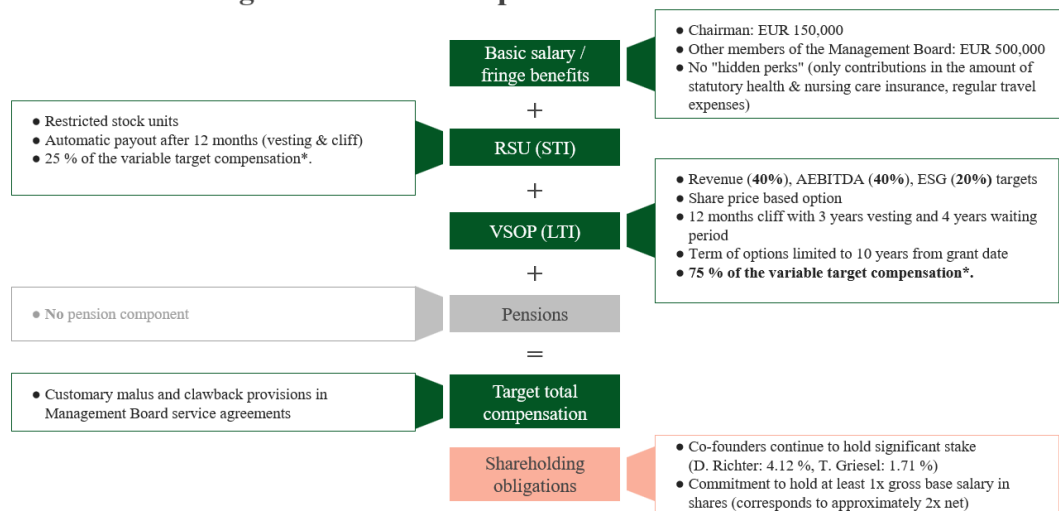 Basic salary /
fringe benefits
● Chairman: EUR 150,000
● Other members of the Management Board: EUR 500,000
● No "hidden perks" (only contributions in the amount of
statutory health & nursing care insurance, regular travel
expenses)
+
● Restricted stock units
● Automatic payout after 12 months (vesting & cliff)
● 25 % of the variable target compensation*.
RSU (STI)
+
VSOP (LTI)
● Revenue (40%), AEBITDA (40%), ESG (20%) targets
● Share price based option
● 12 months cliff with 3 years vesting and 4 years waiting
period
● Term of options limited to 10 years from grant date
● 75 % of the variable target compensation*.
+
● No pension component
Pensions
=
● Customary malus and clawback provisions in
Management Board service agreements
Target total
compensation
Shareholding
obligations
● Co-founders continue to hold significant stake
(D. Richter: 4.12 %, T. Griesel: 1.71 %)
● Commitment to hold at least 1x gross base salary in
shares (corresponds to approximately 2x net)